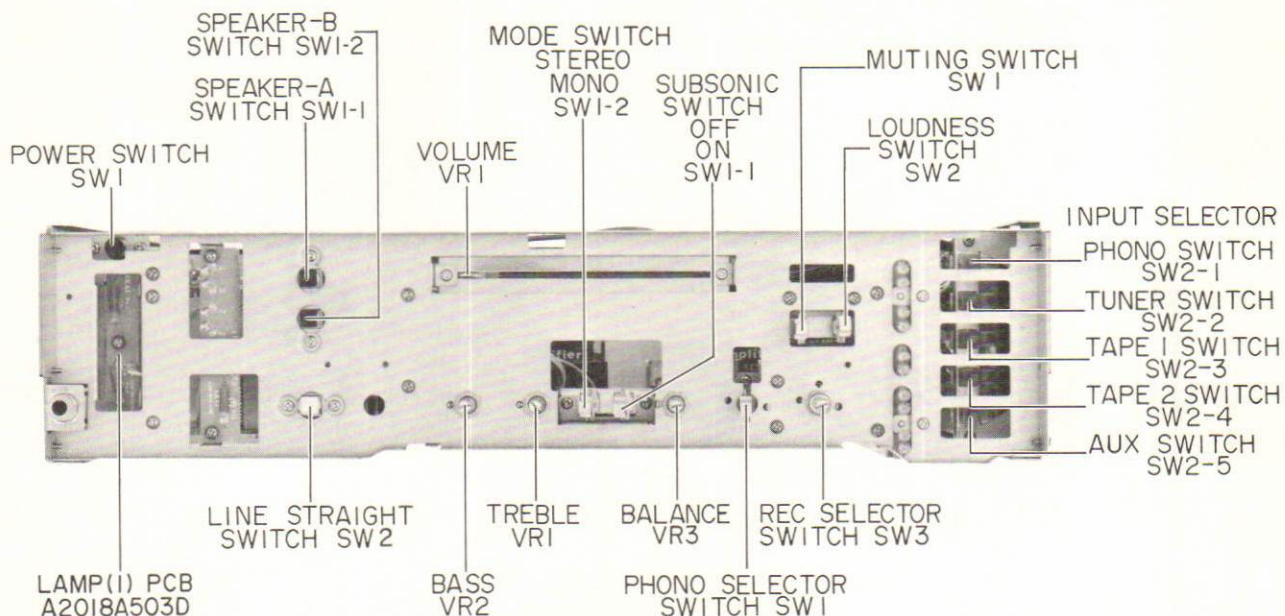 SPEAKER-B
SWITCH SW1-2
SPEAKER-A
SWITCH SW1-1
POWER SWITCH
SW1
VOLUME
VR1
MODE SWITCH
STEREO
MONO
SW1-2
SUBSONIC
SWITCH
OFF
ON
SW1-1
MUTING SWITCH
SW1
LOUDNESS
SWITCH
SW2
INPUT SELECTOR
PHONO SWITCH
SW2-1
TUNER SWITCH
SW2-2
TAPE 1 SWITCH
SW2-3
TAPE 2 SWITCH
SW2-4
AUX SWITCH
SW2-5
LINE STRAIGHT
SWITCH SW2
TREBLE
VR1
BALANCE
VR3
REC SELECTOR
SWITCH SW3
LAMP(1) PCB
A2018A503D
BASS
VR2
PHONO SELECTOR
SWITCH SW1